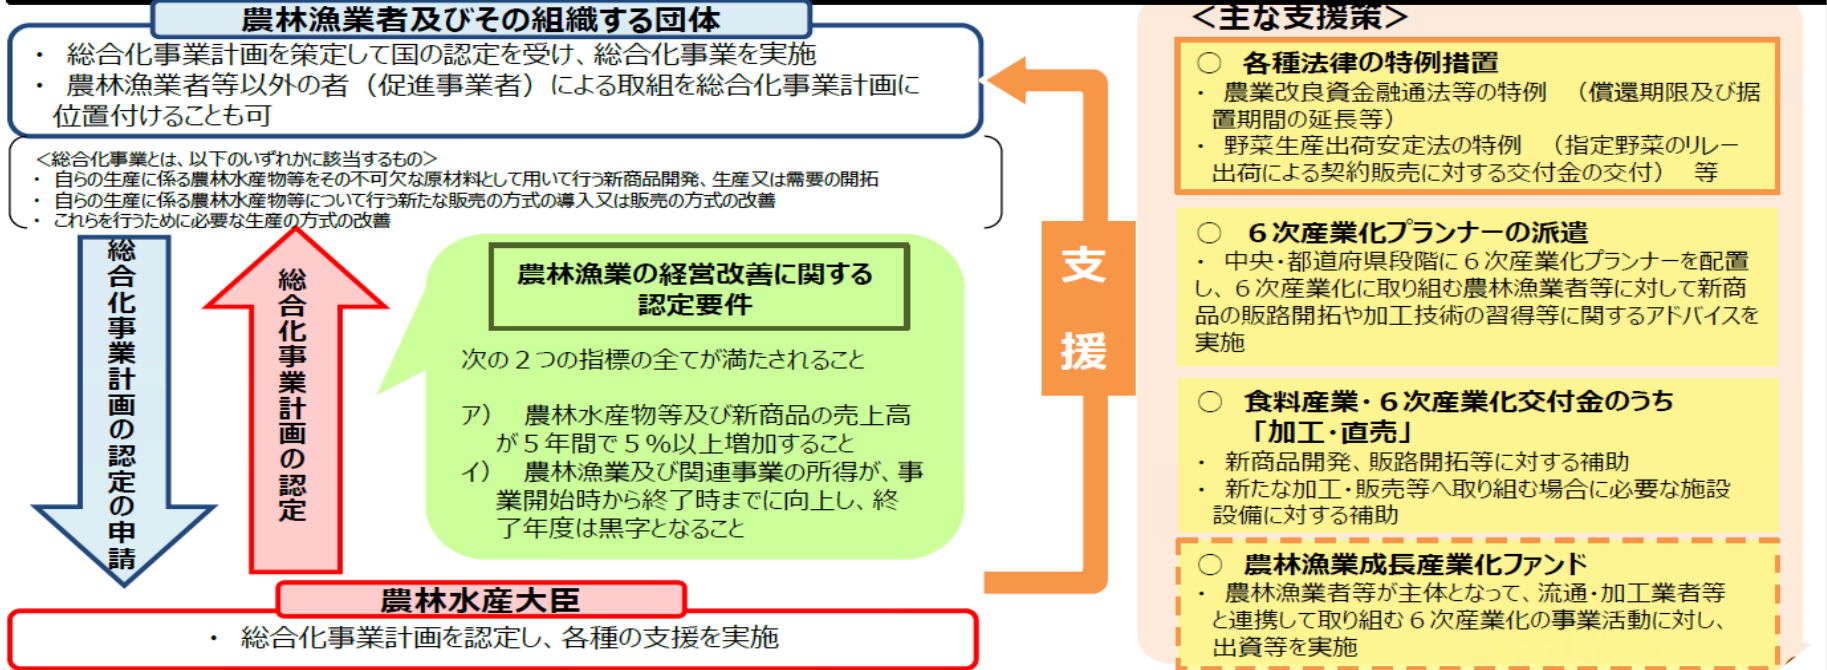 農林漁業者及びその組織する団体
・ 総合化事業計画を策定して国の認定を受け、総合化事業を実施
・ 農林漁業者等以外の者（促進事業者）による取組を総合化事業計画に
位置付けることも可
＜総合化事業とは、以下のいずれかに該当するもの＞
・ 自らの生産に係る農林水産物等をその不可欠な原材料として用いて行う新商品開発、生産又は需要の開拓
・ 自らの生産に係る農林水産物等について行う新たな販売の方式の導入又は販売の方式の改善
・ これらを行うために必要な生産の方式の改善
総合化事業計画の認定の申請
総合化事業計画の認定
農林漁業の経営改善に関する
認定要件
次の２つの指標の全てが満たされること
ア） 農林水産物等及び新商品の売上高
が５年間で５％以上増加すること
イ） 農林漁業及び関連事業の所得が、事
業開始時から終了時までに向上し、終
了年度は黒字となること
農林水産大臣
・ 総合化事業計画を認定し、各種の支援を実施
支援
＜主な支援策＞
○ 各種法律の特例措置
・ 農業改良資金融通法等の特例 （償還期限及び据
置期間の延長等）
・ 野菜生産出荷安定法の特例 （指定野菜のリレー
出荷による契約販売に対する交付金の交付） 等
○ ６次産業化プランナーの派遣
・ 中央・都道府県段階に６次産業化プランナーを配置
し、６次産業化に取り組む農林漁業者等に対して新商
品の販路開拓や加工技術の習得等に関するアドバイスを
実施
○ 食料産業・６次産業化交付金のうち
「加工・直売」
・ 新商品開発、販路開拓等に対する補助
・ 新たな加工・販売等へ取り組む場合に必要な施設
設備に対する補助
○ 農林漁業成長産業化ファンド
・ 農林漁業者等が主体となって、流通・加工業者等
と連携して取り組む６次産業化の事業活動に対し、
出資等を実施